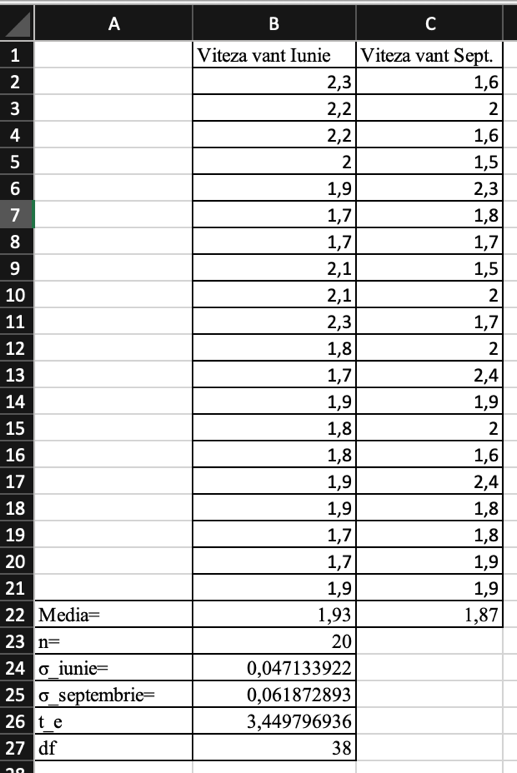 A B C
1 Viteza vant Iunie Viteza vant Sept.
2 2,3 1,6
3 2,2 2
4 2,2 1,6
5 2 1,5
6 1,9 2,3
7 1,7 1,8
8 1,7 1,7
9 2,1 1,5
10 2,1 2
11 2,3 1,7
12 1,8 2
13 1,7 2,4
14 1,9 1,9
15 1,8 2
16 1,8 1,6
17 1,9 2,4
18 1,9 1,8
19 1,7 1,8
20 1,7 1,9
21 1,9 1,9
22 Media= 1,93 1,87
23 n= 20
24 σ_iunie= 0,047133922
25 σ_septembrie= 0,061872893
26 t_e 3,449796936
27 df 38